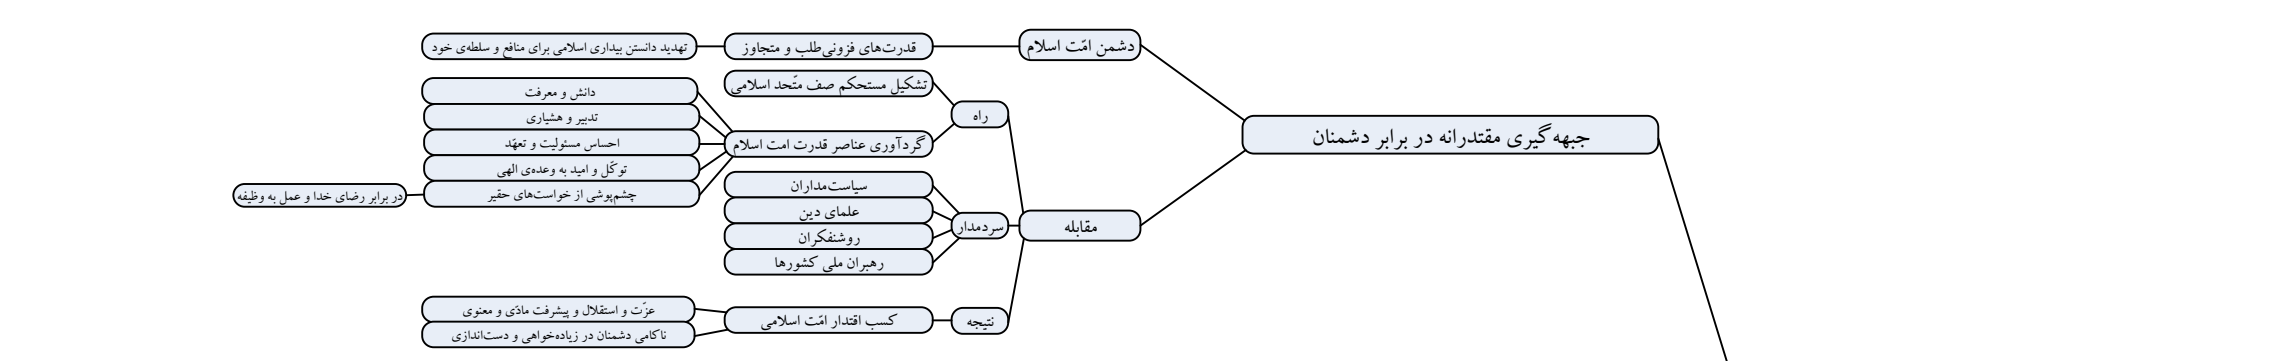 جبهه‌گیری مقتدرانه در برابر دشمنان
دشمن امّت اسلام
قدرت‌های فزونی‌طلب و متجاوز
تهدید دانستن بیداری اسلامی برای منافع و سلطه‌ی خود
مقابله
راه
تشکیل مستحکم صف متّحد اسلامی
گردآوری عناصر قدرت امت اسلام
دانش و معرفت
تدبیر و هشیاری
احساس مسئولیت و تعهّد
توکّل و امید به وعده‌ی الهی
چشم‌پوشی از خواست‌های حقیر
در برابر رضای خدا و عمل به وظیفه
سردمدار
سیاست‌مداران
علمای دین
روشنفکران
رهبران ملی کشورها
نتیجه
کسب اقتدار امّت اسلامی
عزّت و استقلال و پیشرفت مادّی و معنوی
ناکامی دشمنان در زیاده‌خواهی و دست‌اندازی